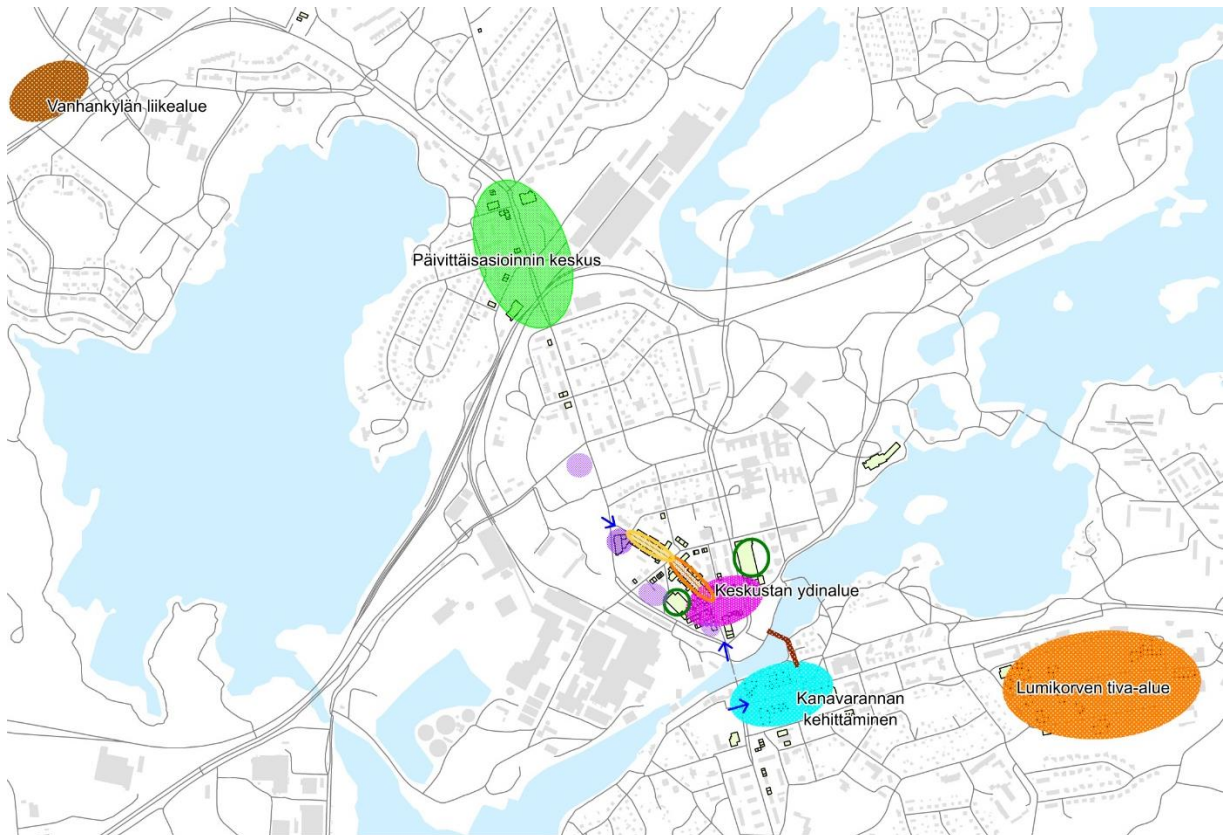 Vanhankylän liikealue
Päivittäisasioinnin keskus
Keskustan ydinalue
Lumikorven tiva-alue
Kanavarannan
kehittäminen